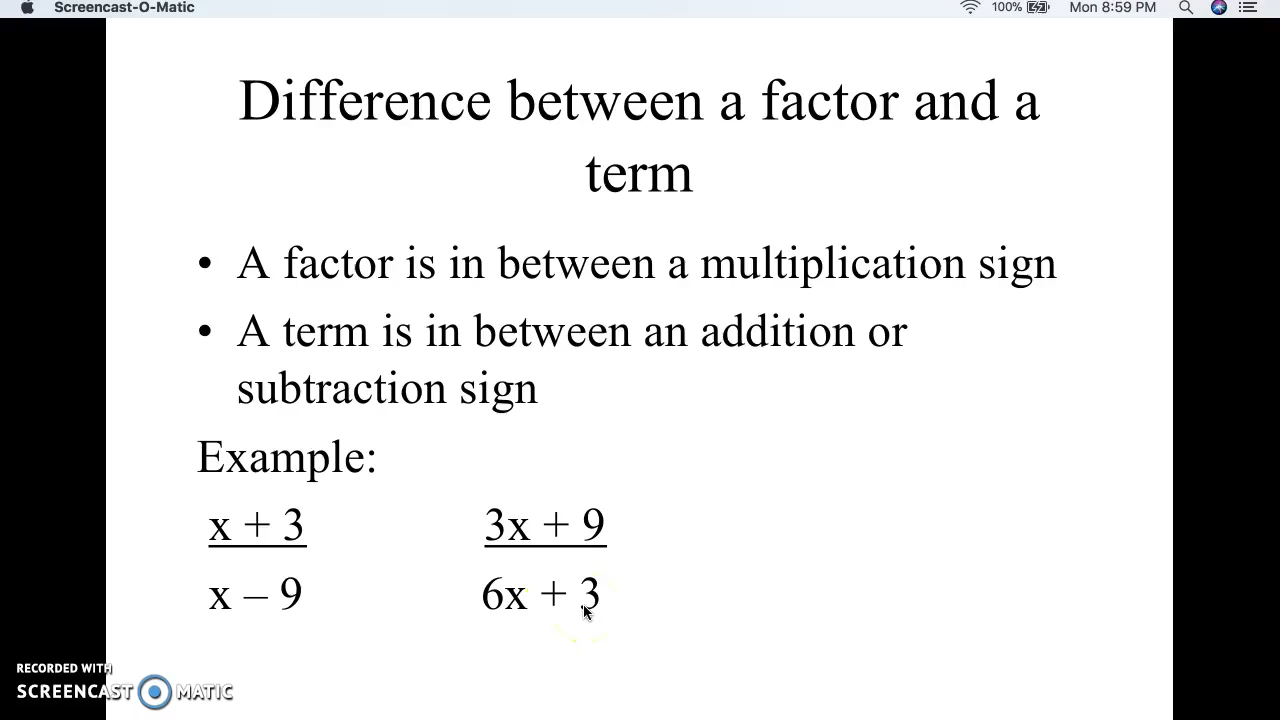 Screencast-O-Matic 100% Mon 8:59 PM
Difference between a factor and a
term
• A factor is in between a multiplication sign
• A term is in between an addition or
subtraction sign
Example:
x + 3 3x + 9
x – 9 6x + 3
RECORDED WITH
SCREENCAST MATIC